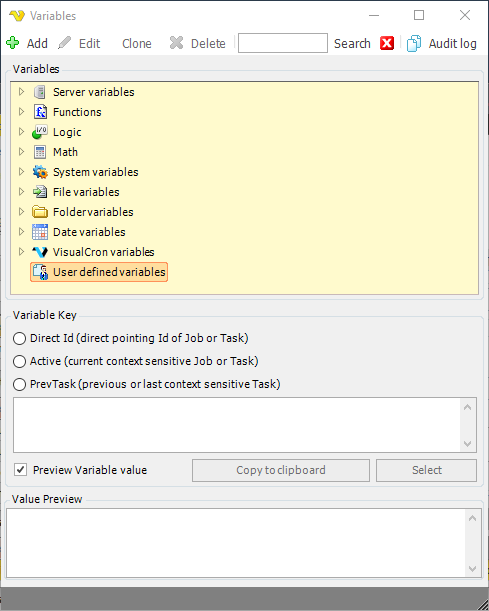 Variables
Add Edit Clone Delete Search Audit log
Variables
Server variables
Functions
Logic
Math
System variables
File variables
Folder variables
Date variables
VisualCron variables
User defined variables
Variable Key
Direct Id (direct pointing Id of Job or Task)
Active (current context sensitive Job or Task)
PrevTask (previous or last context sensitive Task)
Preview Variable value Copy to clipboard Select
Value Preview